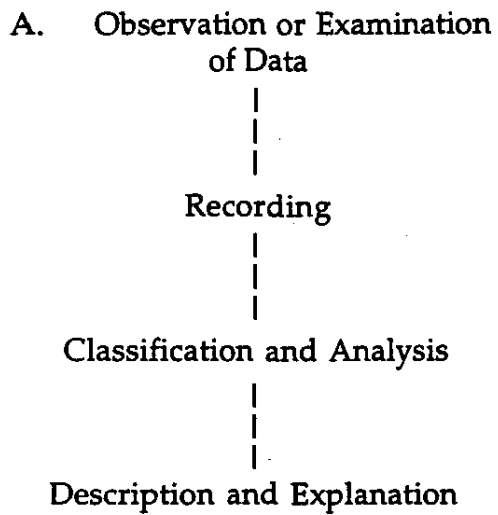 A. Observation or Examination
of Data
Recording
Classification and Analysis
Description and Explanation